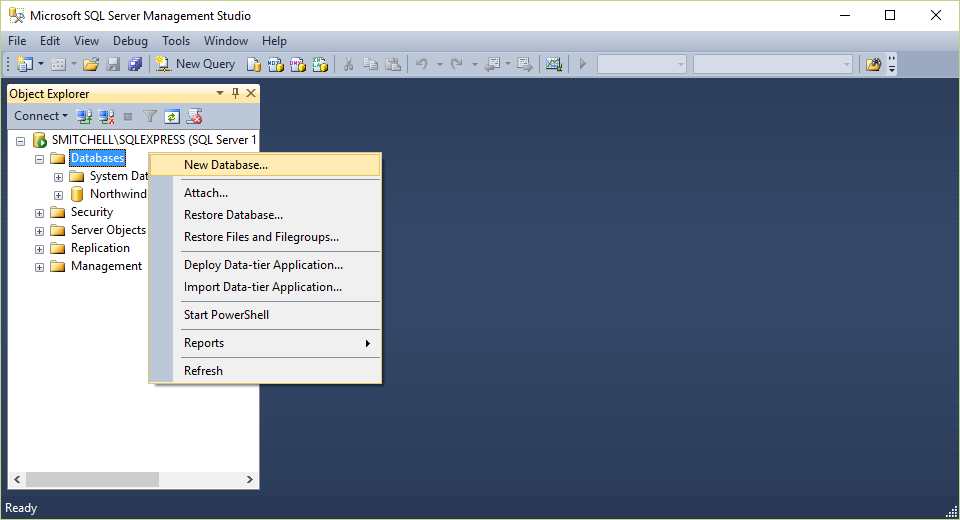 Microsoft SQL Server Management Studio
File Edit View Debug Tools Window Help
New Query
Object Explorer
Connect
SMITCHELL\SQLEXPRESS (SQL Server 1
Databases
System Dat
Northwind
Security
Server Objects
Replication
Management
New Database...
Attach...
Restore Database...
Restore Files and Filegroups...
Deploy Data-tier Application...
Import Data-tier Application...
Start PowerShell
Reports
Refresh
Ready